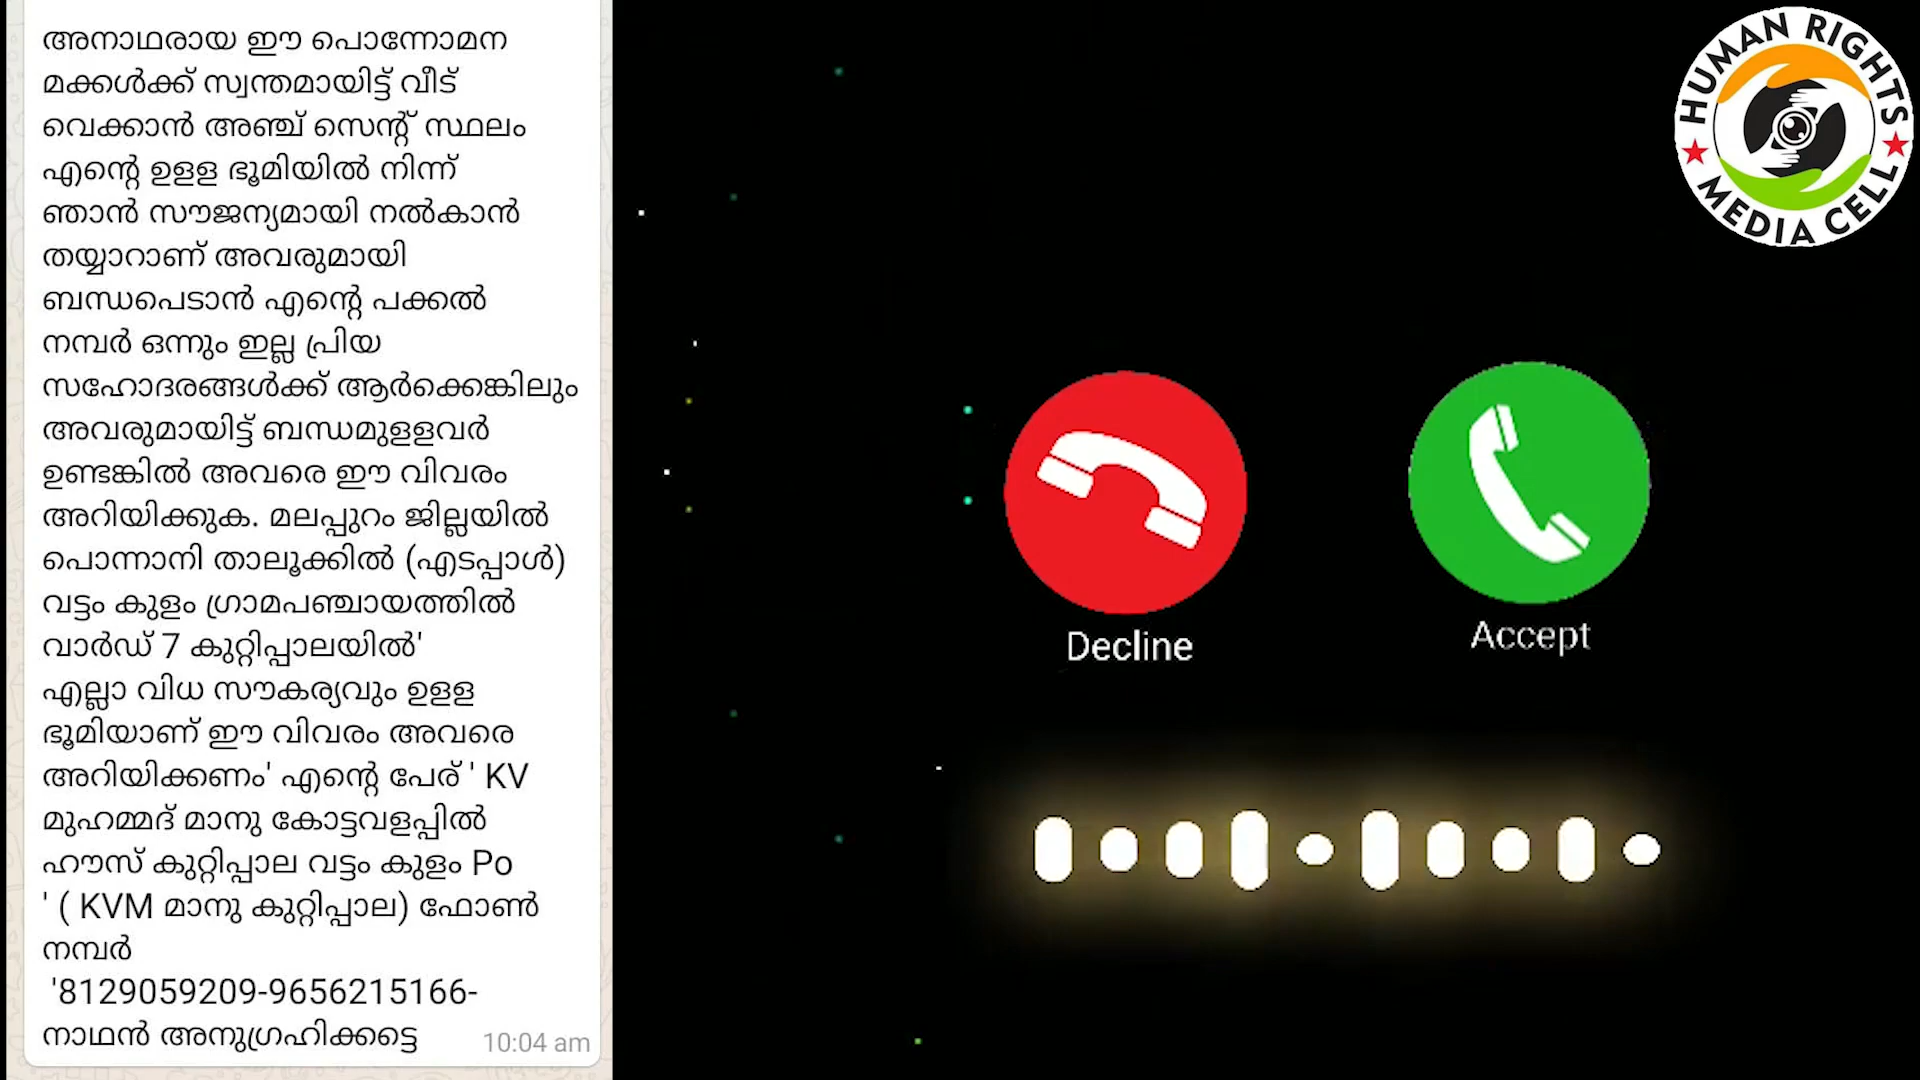 അനാഥരായ ഈ പൊന്നോമന
മക്കൾക്ക് സ്വന്തമായിട്ട് വീട്
വെക്കാൻ അഞ്ച് സെന്റ് സ്ഥലം
എന്റെ ഉളള ഭൂമിയിൽ നിന്ന്
ഞാൻ സൗജന്യമായി നൽകാൻ
തയ്യാറാണ് അവരുമായി
ബന്ധപെടാൻ എന്റെ പക്കൽ
നമ്പർ ഒന്നും ഇല്ല പ്രിയ
സഹോദരങ്ങൾക്ക് ആർക്കെങ്കിലും
അവരുമായിട്ട് ബന്ധമുളളവർ
ഉണ്ടങ്കിൽ അവരെ ഈ വിവരം
അറിയിക്കുക. മലപ്പുറം ജില്ലയിൽ
പൊന്നാനി താലൂക്കിൽ (എടപ്പാൾ)
വട്ടം കുളം ഗ്രാമപഞ്ചായത്തിൽ
വാർഡ് 7 കുറ്റിപ്പാലയിൽ'
എല്ലാ വിധ സൗകര്യവും ഉളള
ഭൂമിയാണ് ഈ വിവരം അവരെ
അറിയിക്കണം' എന്റെ പേര് ' KV
മുഹമ്മദ് മാനു കോട്ടവളപ്പിൽ
ഹൗസ് കുറ്റിപ്പാല വട്ടം കുളം Po
' ( KVM മാനു കുറ്റിപ്പാല) ഫോൺ
നമ്പർ
'8129059209-9656215166-
നാഥൻ അനുഗ്രഹിക്കട്ടെ
10:04 am
Decline
Accept
HUMAN RIGHTS
MEDIA CELL